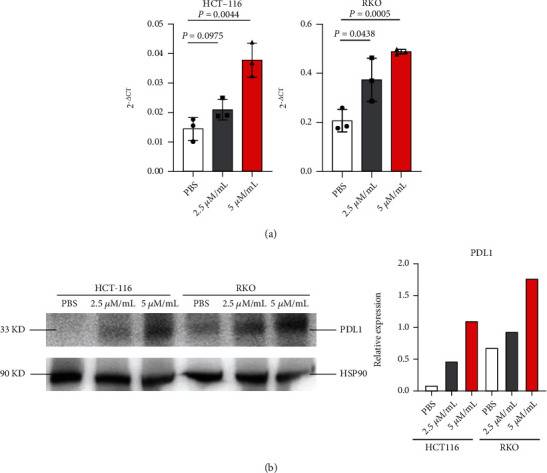 HCT–116
P = 0.0044
P = 0.0975
0.05
0.04
0.03
0.02
0.01
0.00
2-ΔCT
PBS
2.5 μM/mL
5 μM/mL
RKO
P = 0.0005
P = 0.0438
0.6
0.4
0.2
0.0
2-ΔCT
PBS
2.5 μM/mL
5 μM/mL
(a)
HCT-116 RKO
PBS 2.5 μM/mL 5 μM/mL PBS 2.5 μM/mL 5 μM/mL
33 KD PDL1
90 KD HSP90
PDL1
2.0
1.5
1.0
0.5
0.0
Relative expression
PBS
2.5 μM/mL
5 μM/mL
PBS
2.5 μM/mL
5 μM/mL
HCT116 RKO
(b)